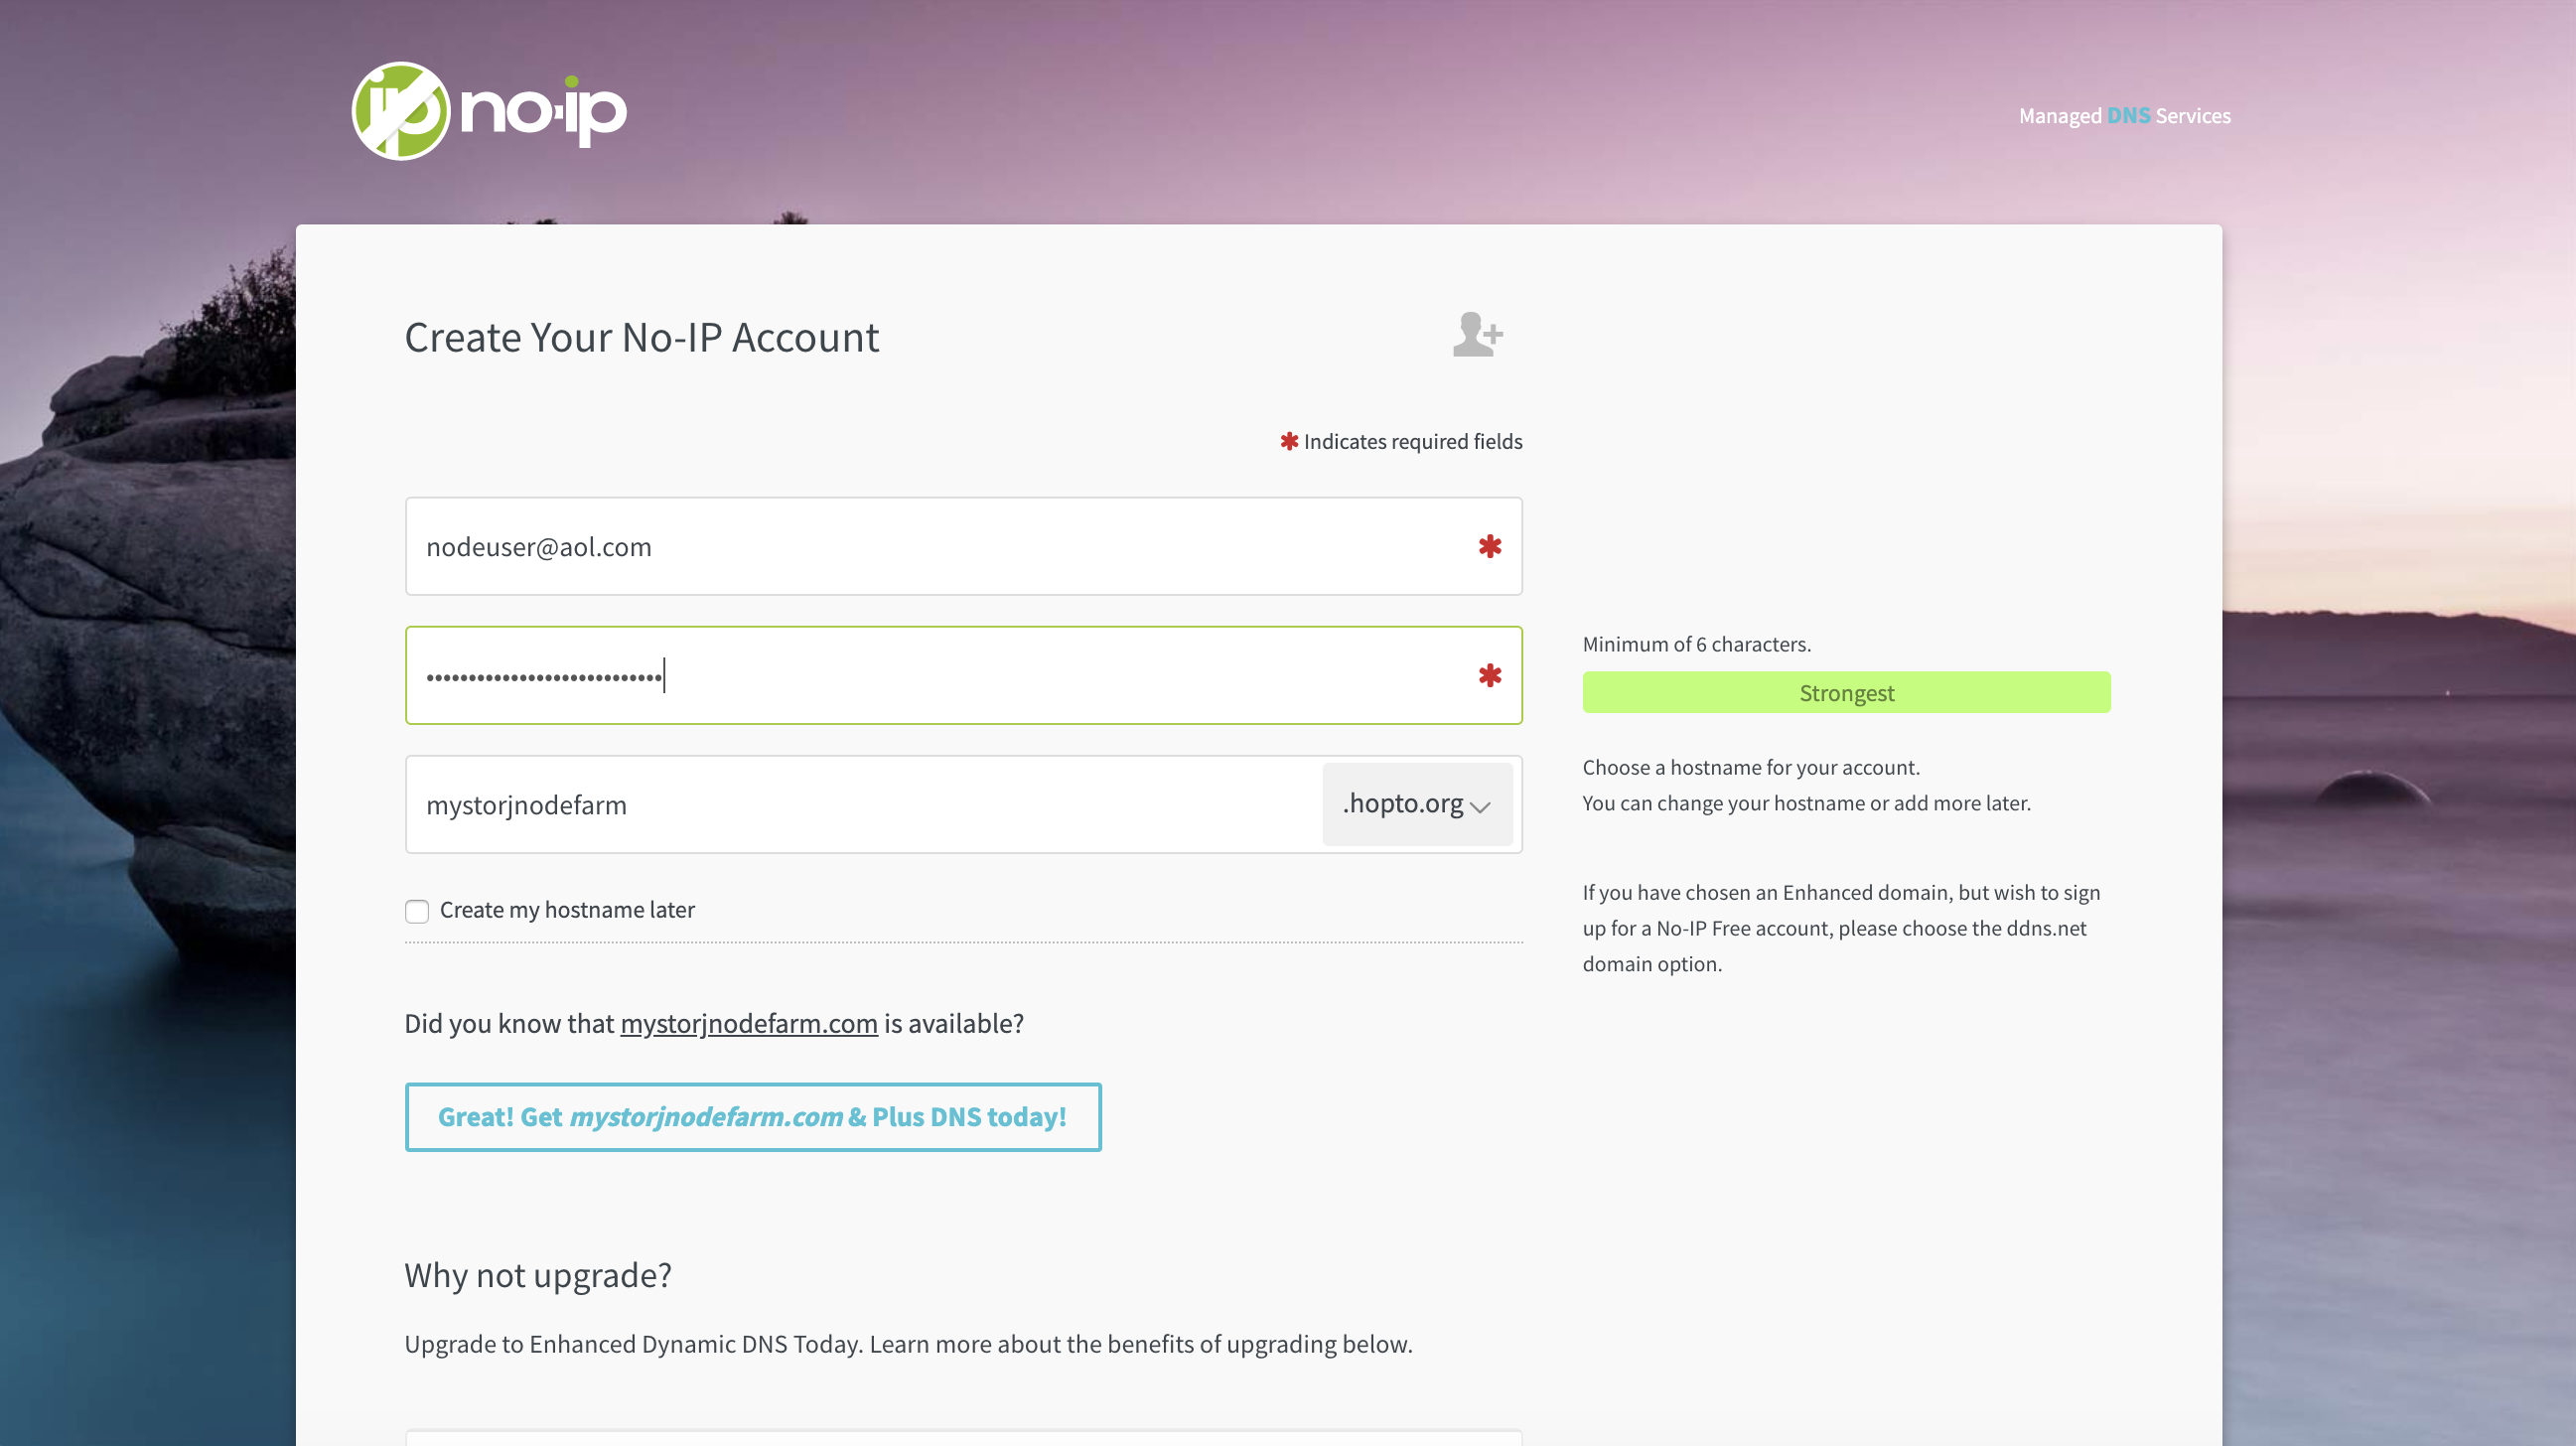 no-ip
Managed DNS Services
Create Your No-IP Account
✱ Indicates required fields
nodeuser@aol.com ✱
•••••••••••••••••••••••••••• ✱
Minimum of 6 characters.
Strongest
mystorjnodefarm .hopto.org
Choose a hostname for your account.
You can change your hostname or add more later.
If you have chosen an Enhanced domain, but wish to sign
up for a No-IP Free account, please choose the ddns.net
domain option.
Create my hostname later
Did you know that mystorjnodefarm.com is available?
Great! Get mystorjnodefarm.com & Plus DNS today!
Why not upgrade?
Upgrade to Enhanced Dynamic DNS Today. Learn more about the benefits of upgrading below.